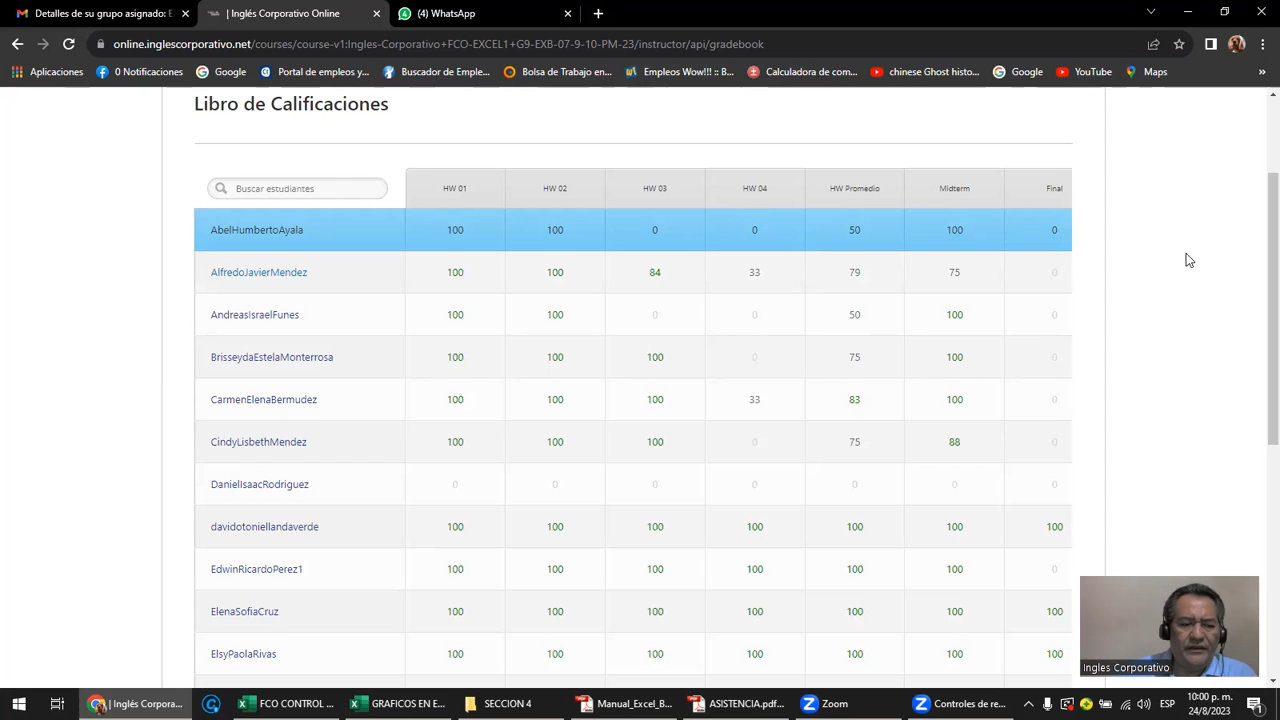 Detalles de su grupo asignado: E
| Inglés Corporativo Online
(4) WhatsApp
online.inglescorporativo.net/courses/course-v1:Ingles-Corporativo+FCO-EXCEL1+G9-EXB-07-9-10-PM-23/instructor/api/gradebook
Aplicaciones
0 Notificaciones
Google
Portal de empleos y...
Buscador de Emple...
Bolsa de Trabajo en...
Empleos Wow!!! :: B...
Calculadora de com...
chinese Ghost histo...
Google
YouTube
Maps
»
Libro de Calificaciones
Buscar estudiantes HW 01 HW 02 HW 03 HW 04 HW Promedio Midterm Final
AbelHumbertoAyala 100 100 0 0 50 100 0
AlfredoJavierMendez 100 100 84 33 79 75 0
AndreasIsraelFunes 100 100 0 0 50 100 0
BrisseydaEstelaMonterrosa 100 100 100 0 75 100 0
CarmenElenaBermudez 100 100 100 33 83 100 0
CindyLisbethMendez 100 100 100 0 75 88 0
DanielIsaacRodriguez 0 0 0 0 0 0 0
davidotoniellandaverde 100 100 100 100 100 100 100
EdwinRicardoPerez1 100 100 100 100 100 100 0
ElenaSofiaCruz 100 100 100 100 100 100 100
ElsyPaolaRivas 100 100 100 100 100 100 100
Ingles Corporativo
| Inglés Corpora...
FCO CONTROL ...
GRAFICOS EN E...
SECCION 4
Manual_Excel_B...
ASISTENCIA.pdf...
Zoom
Controles de re...
ESP
10:00 p. m.
24/8/2023
1